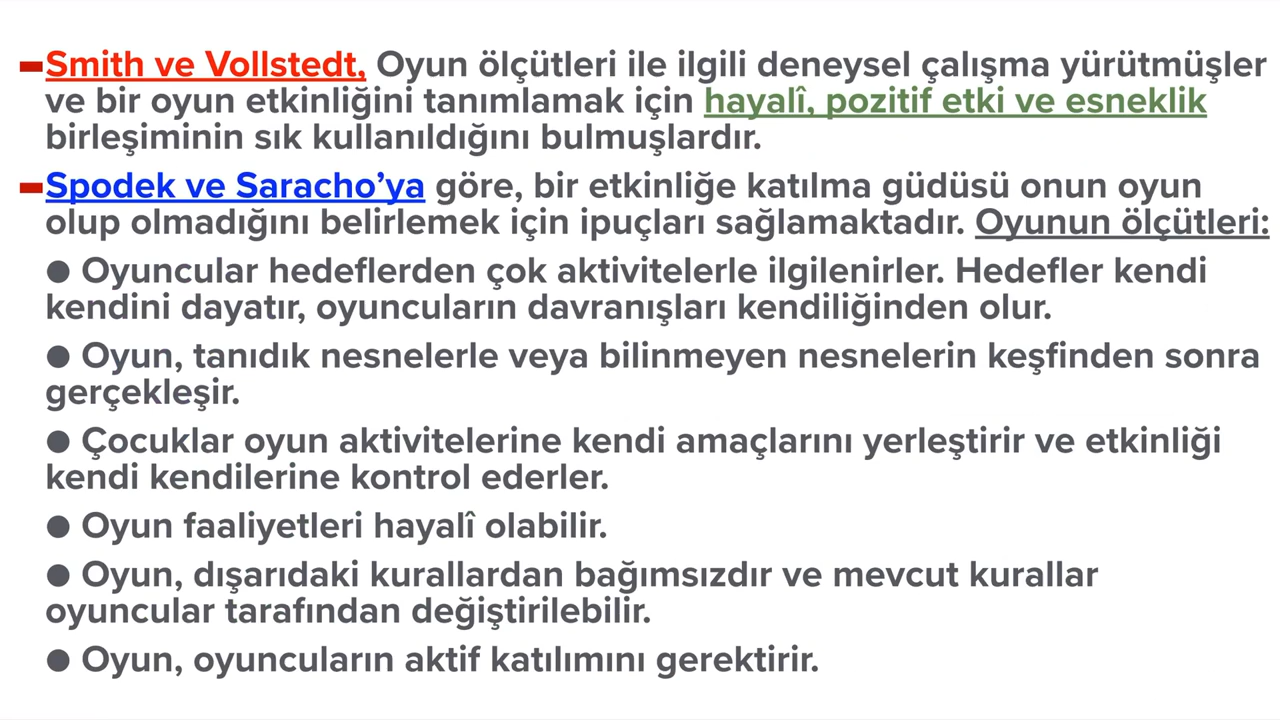 Smith ve Vollstedt, Oyun ölçütleri ile ilgili deneysel çalışma yürütmüşler
ve bir oyun etkinliğini tanımlamak için hayalî, pozitif etki ve esneklik
birleşiminin sık kullanıldığını bulmuşlardır.
Spodek ve Saracho’ya göre, bir etkinliğe katılma güdüsü onun oyun
olup olmadığını belirlemek için ipuçları sağlamaktadır. Oyunun ölçütleri:
● Oyuncular hedeflerden çok aktivitelerle ilgilenirler. Hedefler kendi
kendini dayatır, oyuncuların davranışları kendiliğinden olur.
● Oyun, tanıdık nesnelerle veya bilinmeyen nesnelerin keşfinden sonra
gerçekleşir.
● Çocuklar oyun aktivitelerine kendi amaçlarını yerleştirir ve etkinliği
kendi kendilerine kontrol ederler.
● Oyun faaliyetleri hayalî olabilir.
● Oyun, dışarıdaki kurallardan bağımsızdır ve mevcut kurallar
oyuncular tarafından değiştirilebilir.
● Oyun, oyuncuların aktif katılımını gerektirir.